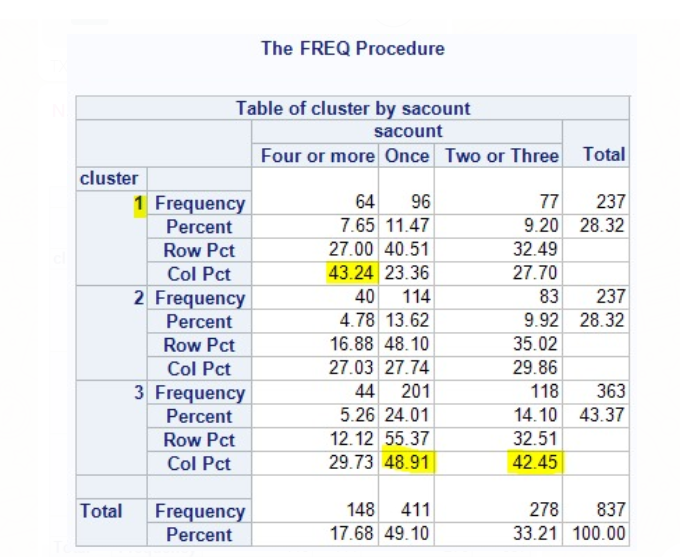 The FREQ Procedure
Table of cluster by sacount
sacount
Four or more Once Two or Three Total
cluster
1 Frequency 64 96 77 237
Percent 7.65 11.47 9.20 28.32
Row Pct 27.00 40.51 32.49
Col Pct 43.24 23.36 27.70
2 Frequency 40 114 83 237
Percent 4.78 13.62 9.92 28.32
Row Pct 16.88 48.10 35.02
Col Pct 27.03 27.74 29.86
3 Frequency 44 201 118 363
Percent 5.26 24.01 14.10 43.37
Row Pct 12.12 55.37 32.51
Col Pct 29.73 48.91 42.45
Total Frequency 148 411 278 837
Percent 17.68 49.10 33.21 100.00